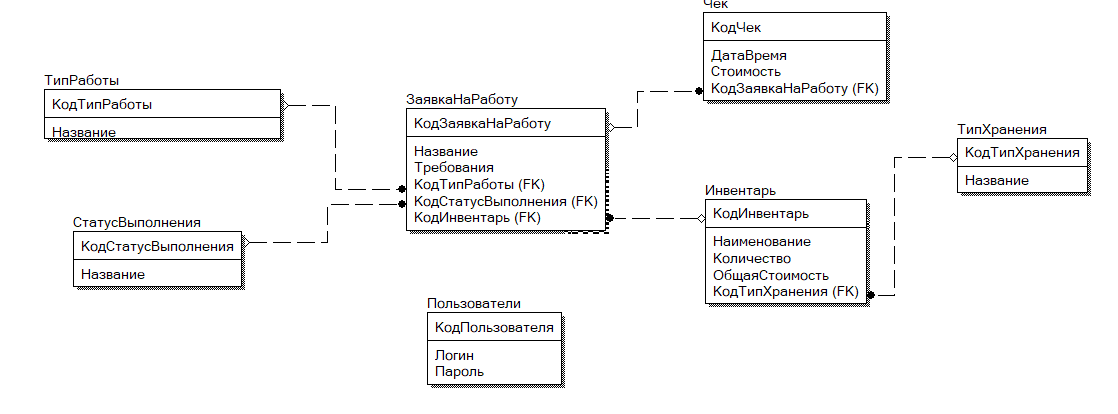 Чек
КодЧек
ДатаВремя
Стоимость
КодЗаявкаНаРаботу (FK)
ТипРаботы
КодТипРаботы
Название
ЗаявкаНаРаботу
КодЗаявкаНаРаботу
Название
Требования
КодТипРаботы (FK)
КодСтатусВыполнения (FK)
КодИнвентарь (FK)
ТипХранения
КодТипХранения
Название
СтатусВыполнения
КодСтатусВыполнения
Название
Инвентарь
КодИнвентарь
Наименование
Количество
ОбщаяСтоимость
КодТипХранения (FK)
Пользователи
КодПользователя
Логин
Пароль